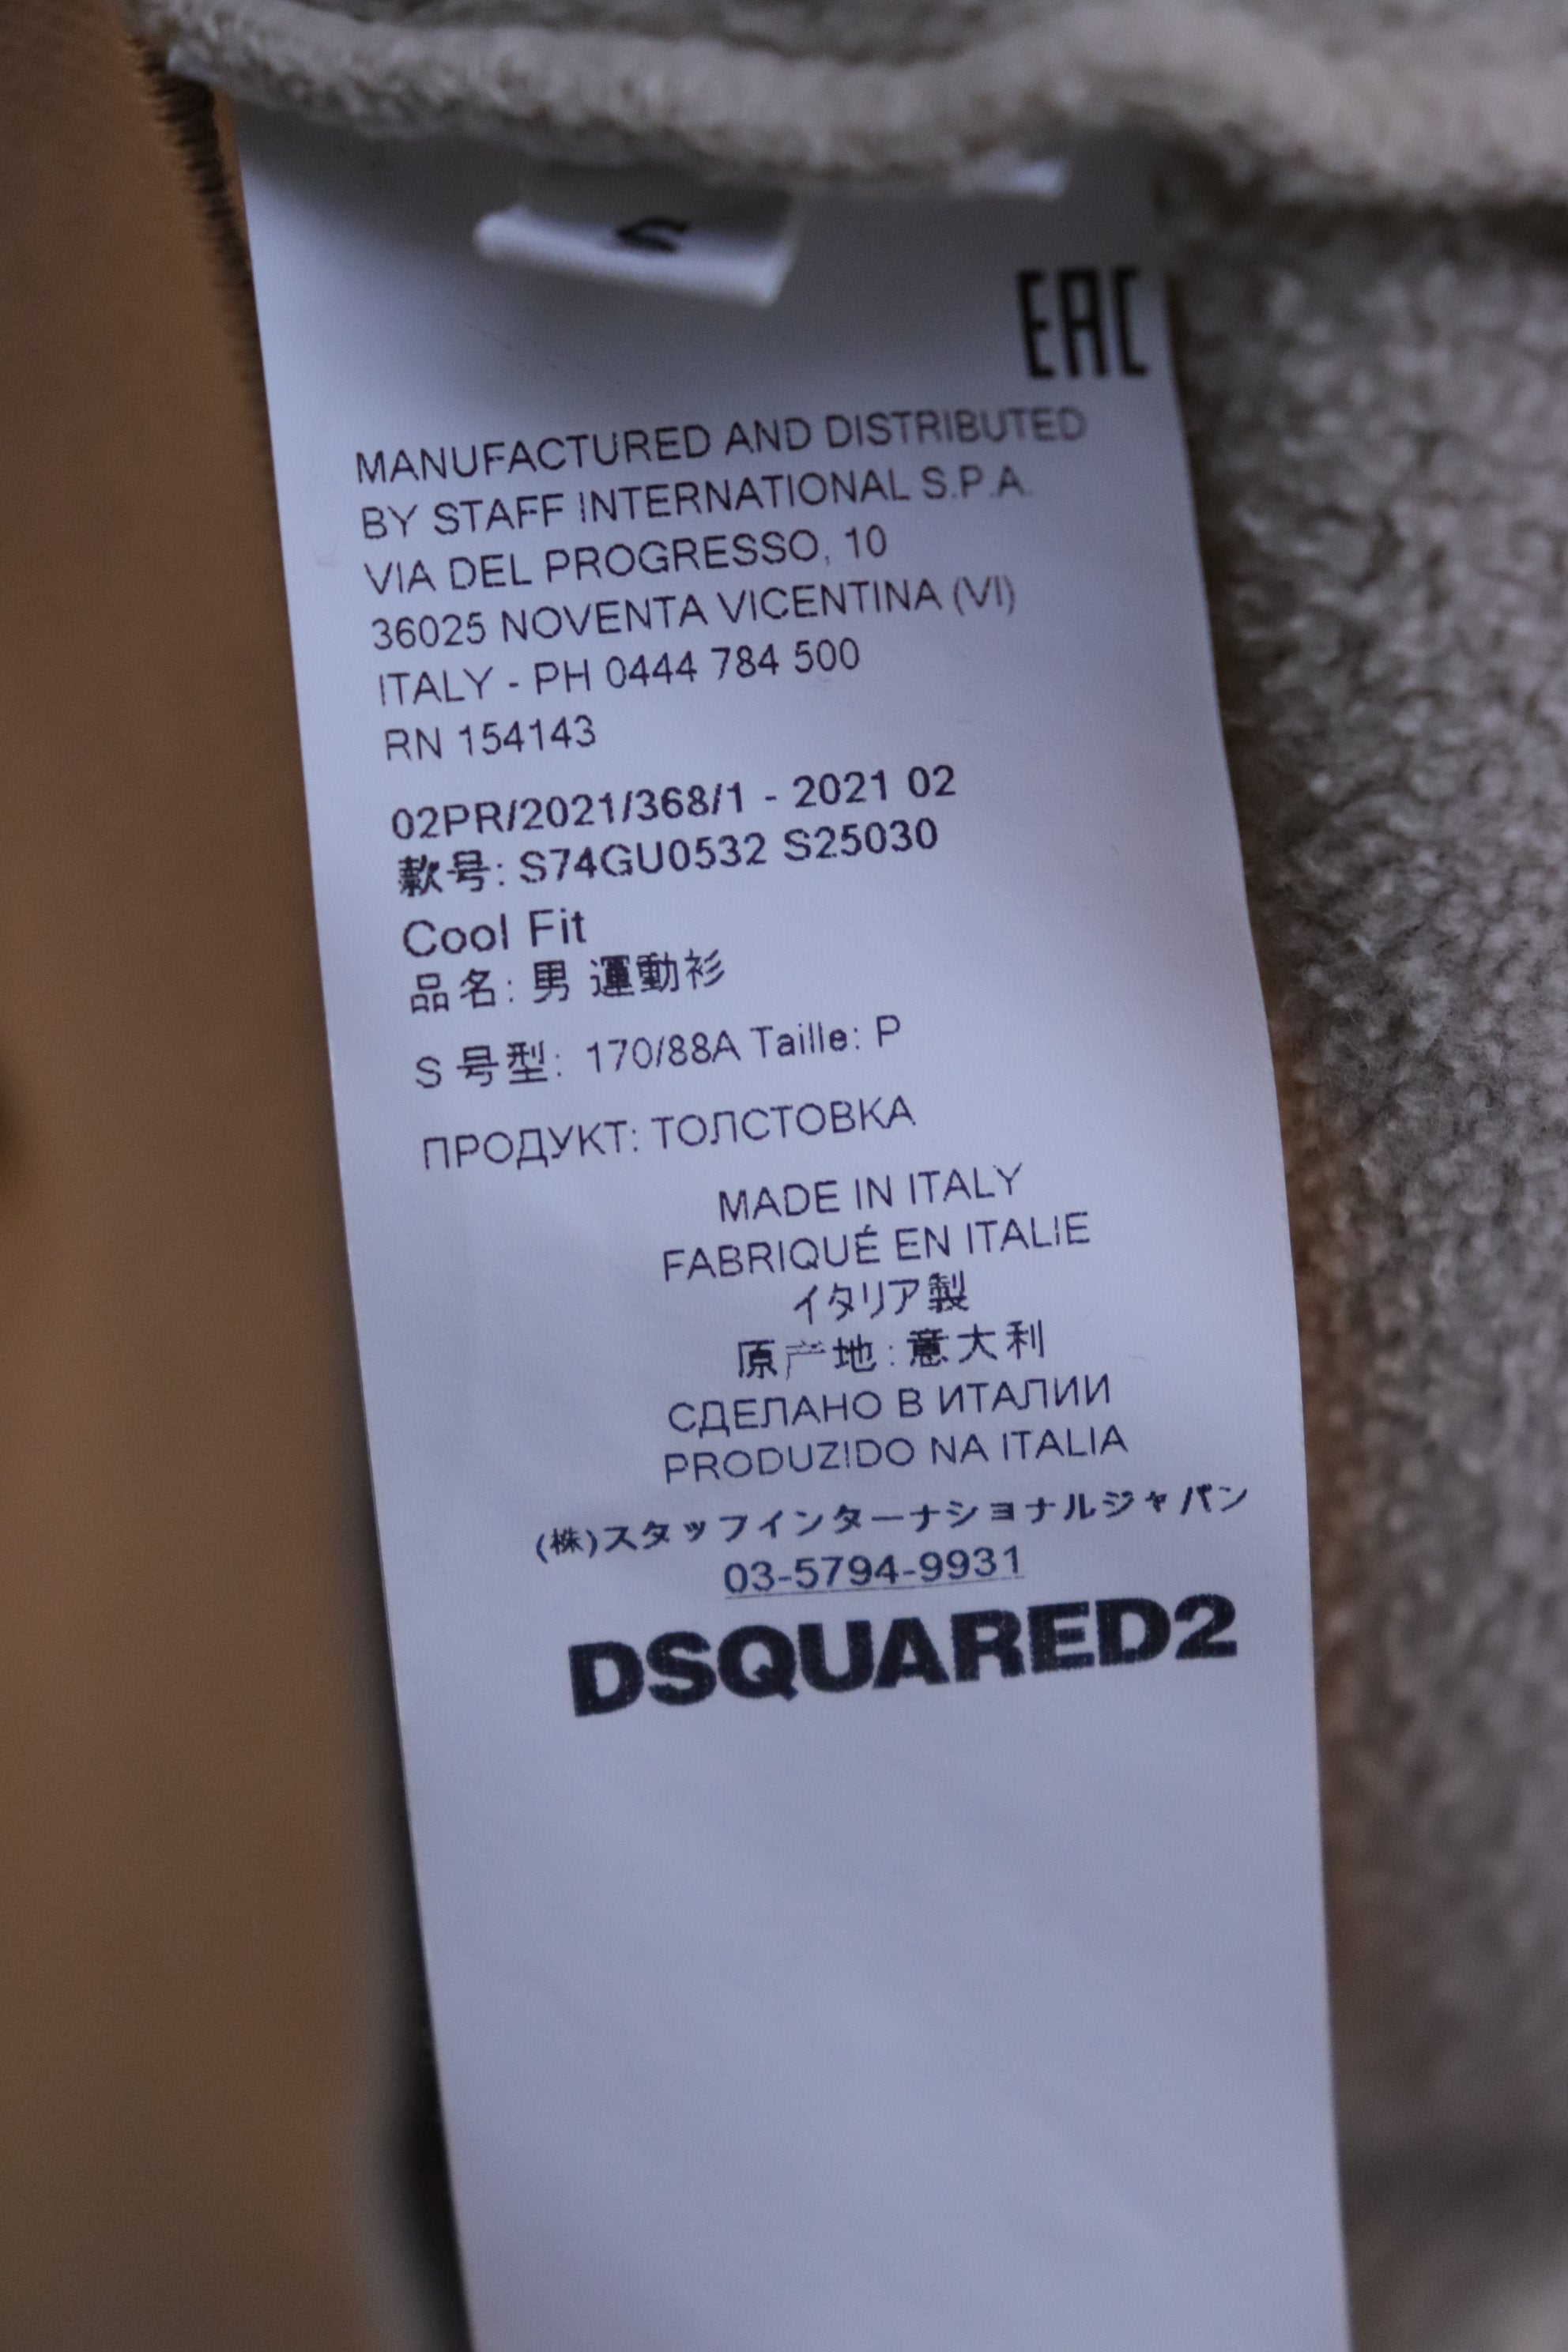 EAC
MANUFACTURED AND DISTRIBUTED
BY STAFF INTERNATIONAL S.P.A.
VIA DEL PROGRESSO, 10
36025 NOVENTA VICENTINA (VI)
ITALY - PH 0444 784 500
RN 154143
02PR/2021/368/1 - 2021 02
款号: S74GU0532 S25030
Cool Fit
品名: 男 運動衫
S 号型: 170/88A Taille: P
ПРОДУКТ: ТОЛСТОВКА
MADE IN ITALY
FABRIQUÉ EN ITALIE
イタリア製
原产地: 意大利
СДЕЛАНО В ИТАЛИИ
PRODUZIDO NA ITALIA
(株)スタッフインターナショナルジャパン
03-5794-9931
DSQUARED2